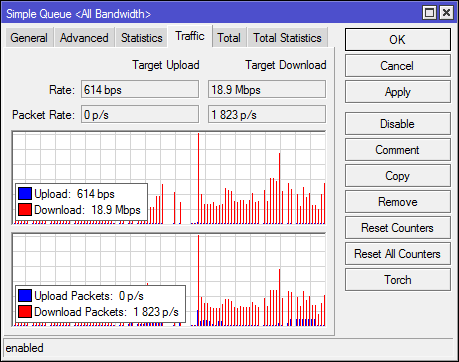 Simple Queue <All Bandwidth>
General Advanced Statistics Traffic Total Total Statistics
Target Upload Target Download
Rate: 614 bps 18.9 Mbps
Packet Rate: 0 p/s 1 823 p/s
Upload: 614 bps
Download: 18.9 Mbps
Upload Packets: 0 p/s
Download Packets: 1 823 p/s
OK
Cancel
Apply
Disable
Comment
Copy
Remove
Reset Counters
Reset All Counters
Torch
enabled